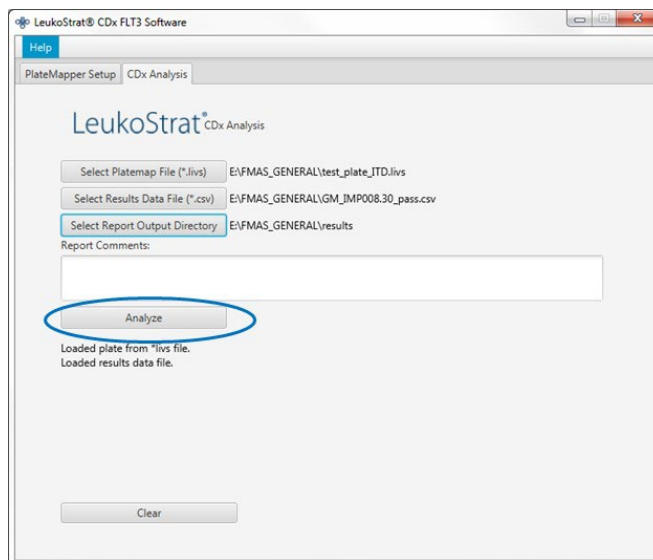 LeukoStrat® CDx FLT3 Software
Help
PlateMapper Setup CDx Analysis
LeukoStrat® CDx Analysis
Select Platemap File (*.livs) E:\FMAS_GENERAL\test_plate_ITD.livs
Select Results Data File (*.csv) E:\FMAS_GENERAL\GM_IMP008.30_pass.csv
Select Report Output Directory E:\FMAS_GENERAL\results
Report Comments:
Analyze
Loaded plate from *livs file.
Loaded results data file.
Clear